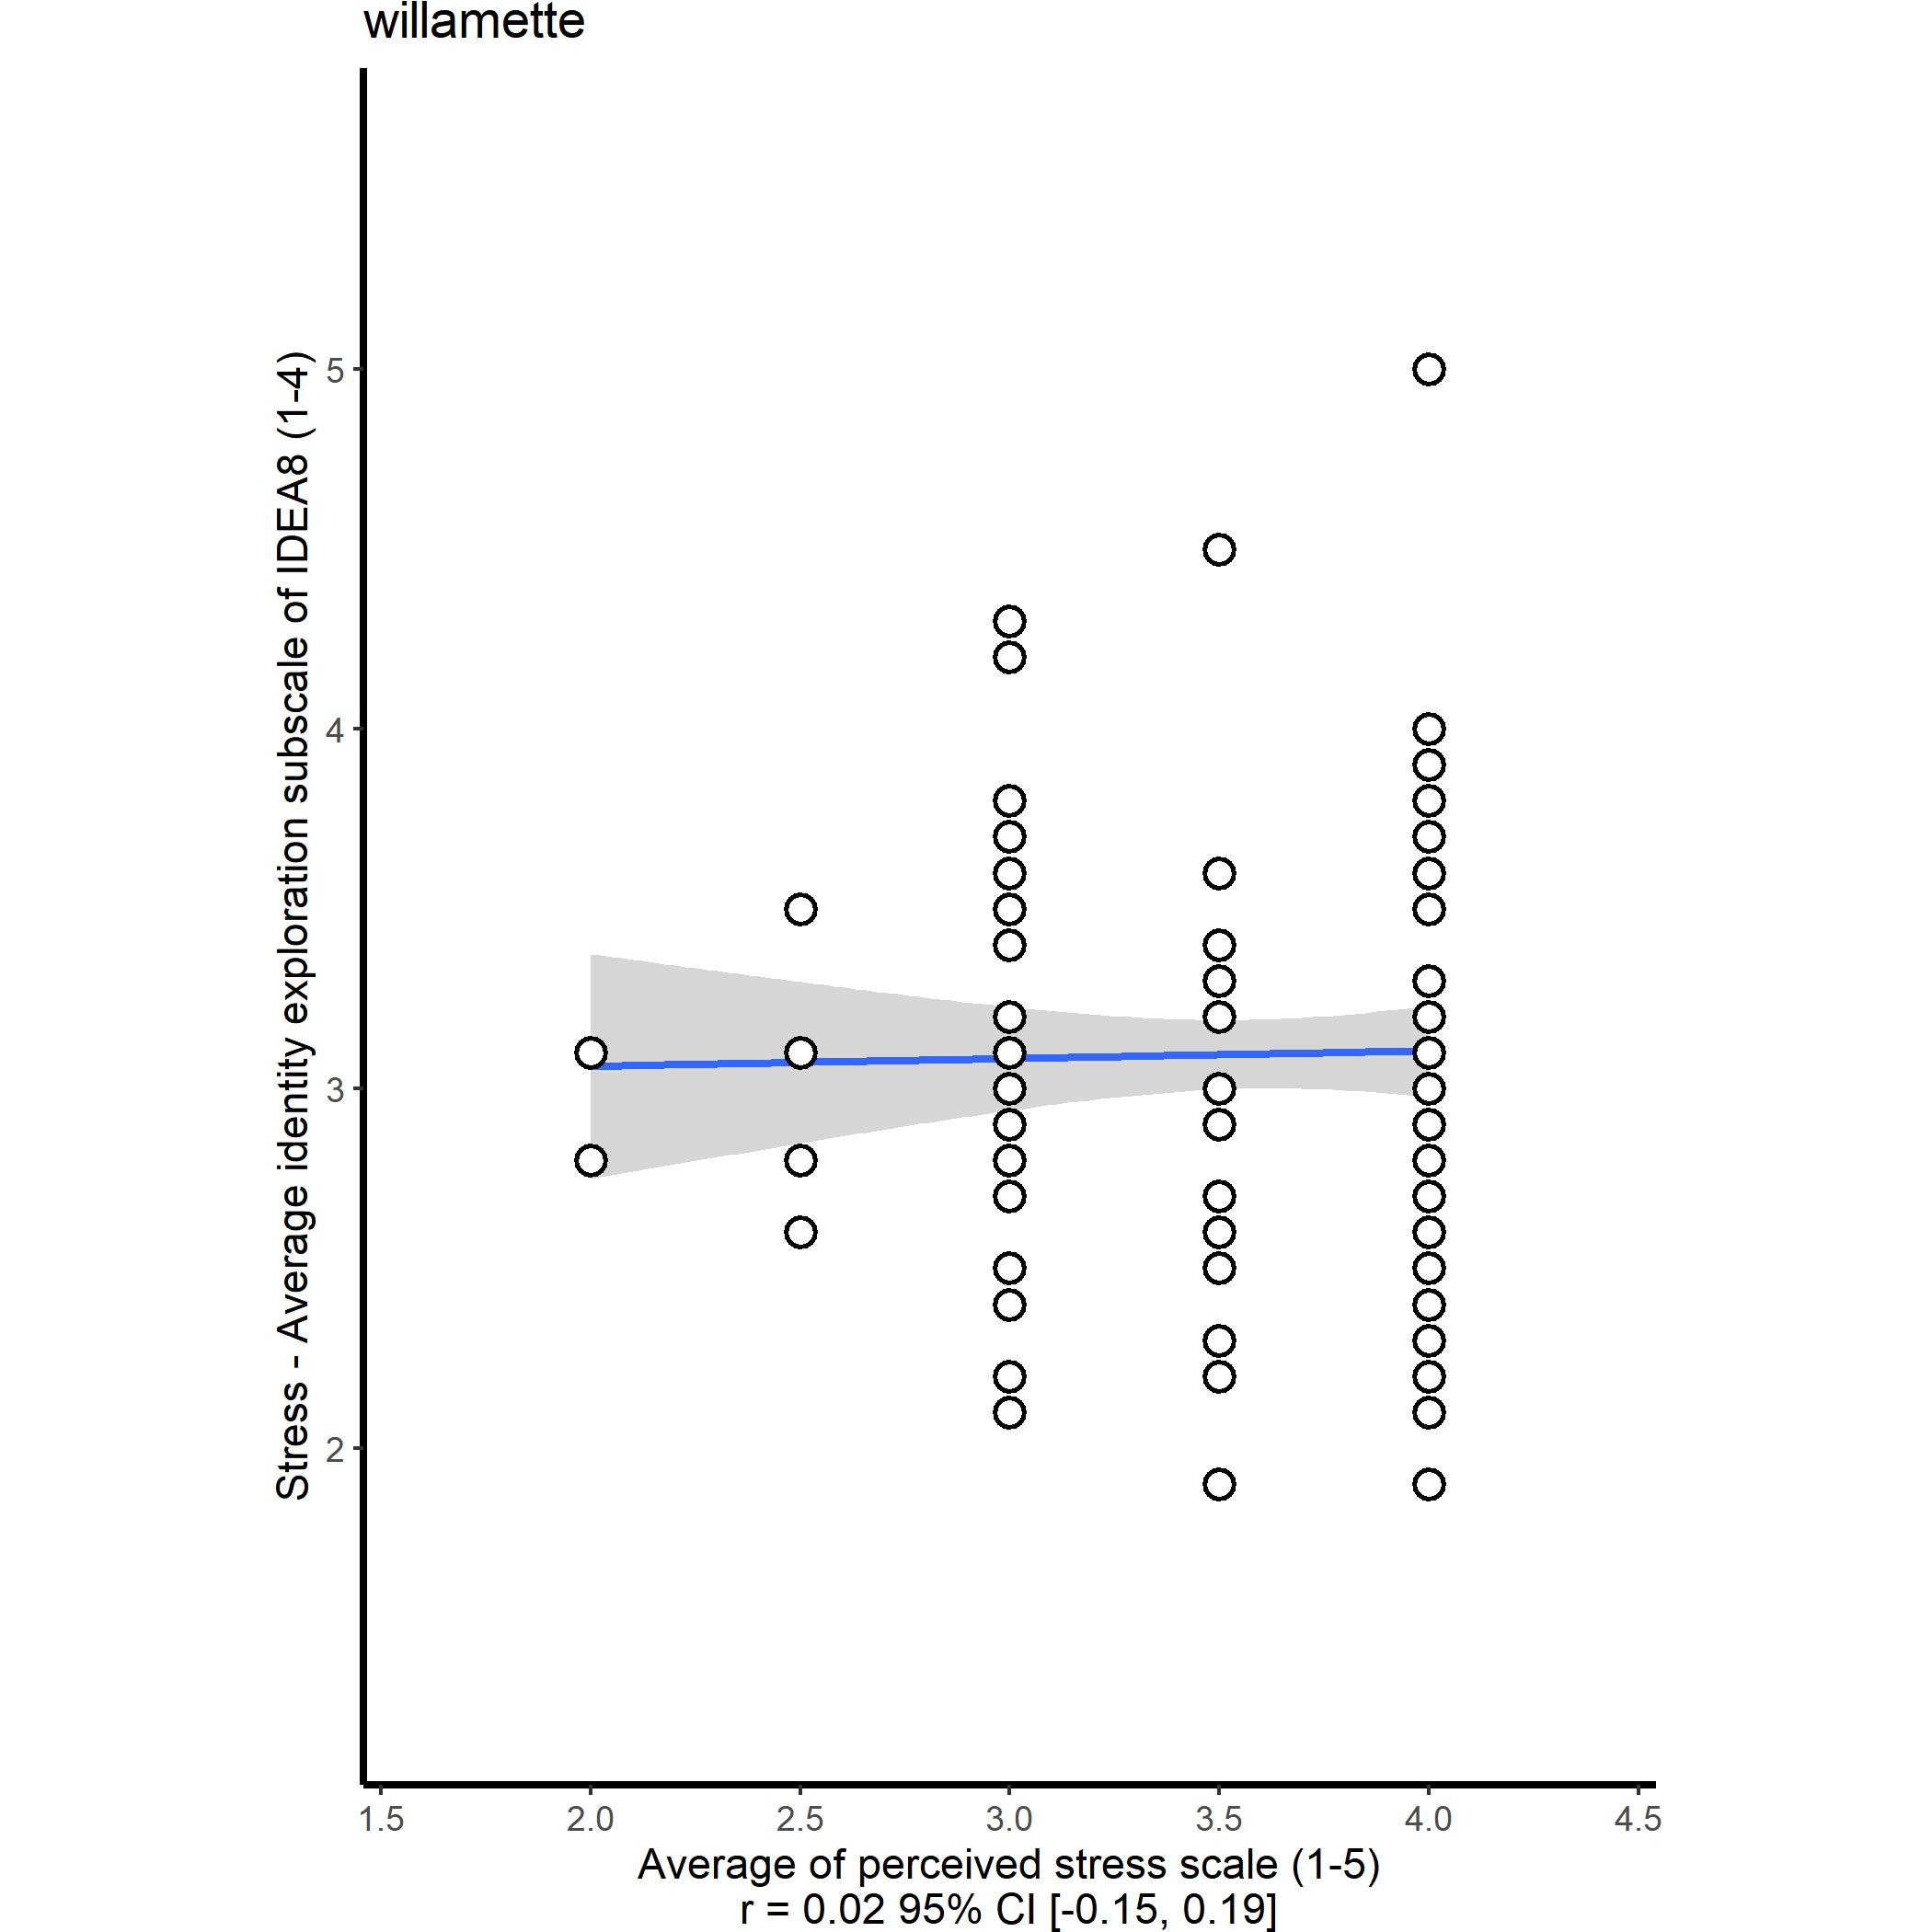 willamette
Stress - Average identity exploration subscale of IDEA8 (1-4)
5
4
3
2
1.5 2.0 2.5 3.0 3.5 4.0 4.5
Average of perceived stress scale (1-5)
r = 0.02 95% CI [-0.15, 0.19]